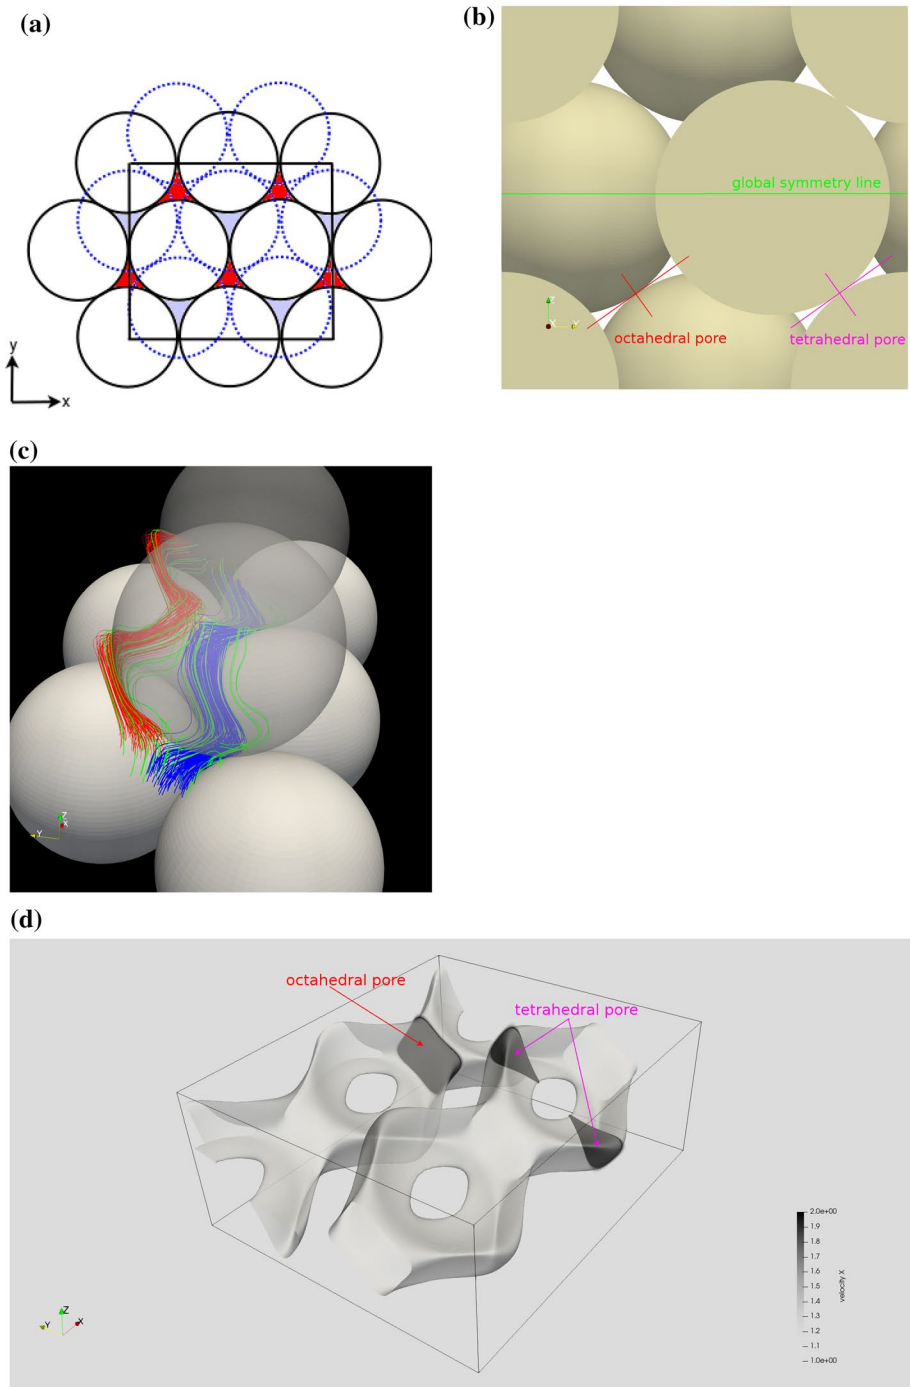 (a)
y
x
(b)
global symmetry line
Z
X
Y
octahedral pore
tetrahedral pore
(c)
Z
Y
X
(d)
octahedral pore
tetrahedral pore
2.0e+00
1.9
1.8
1.7
1.6
1.5
1.4
1.3
1.2
1.1
1.0e+00
velocity X
Z
Y
X